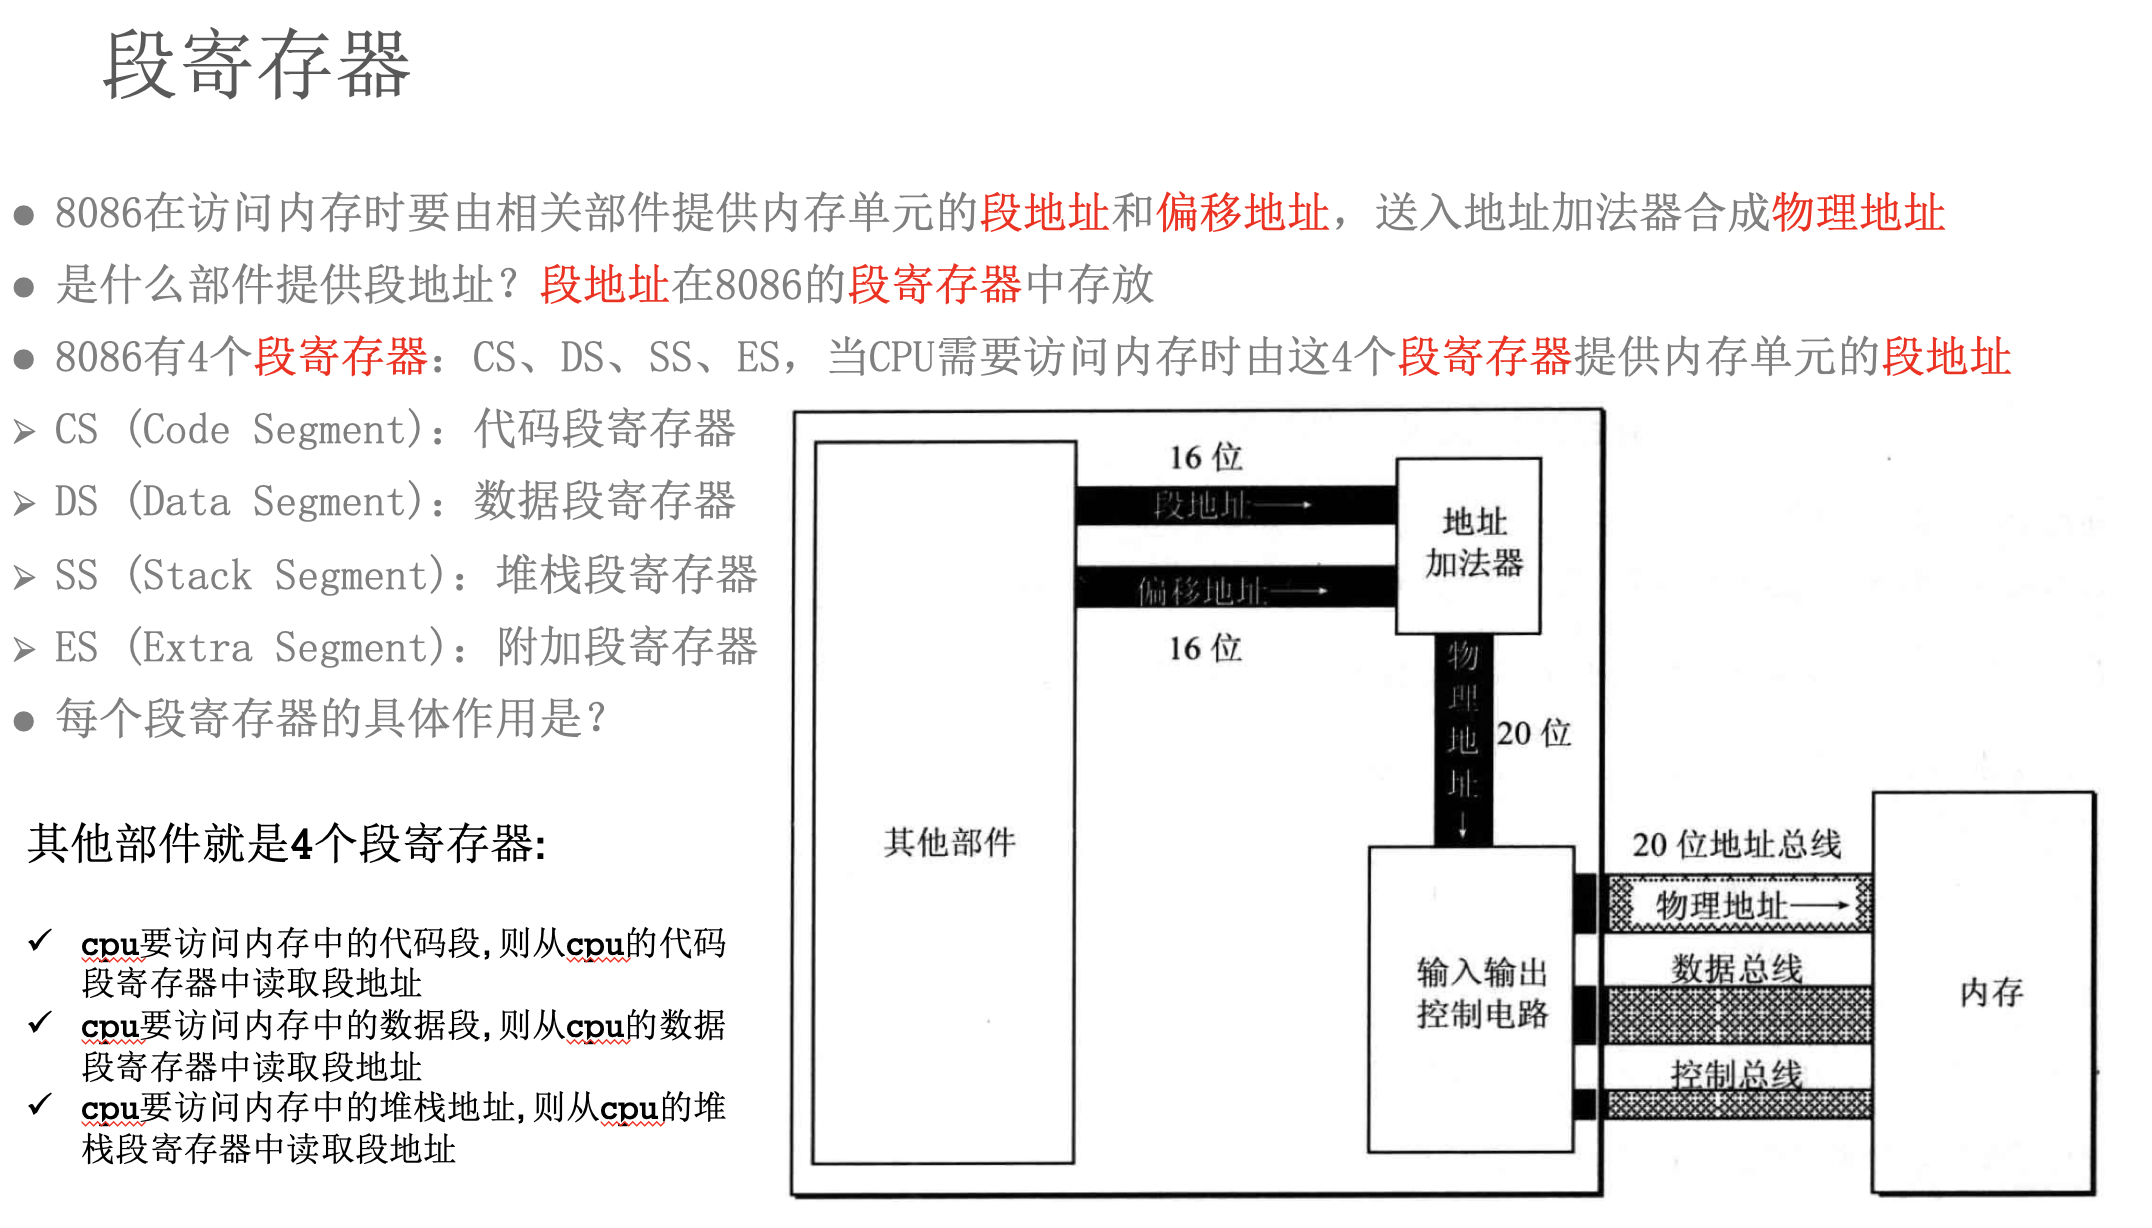 段寄存器
● 8086在访问内存时要由相关部件提供内存单元的段地址和偏移地址，送入地址加法器合成物理地址
● 是什么部件提供段地址？段地址在8086的段寄存器中存放
● 8086有4个段寄存器：CS、DS、SS、ES，当CPU需要访问内存时由这4个段寄存器提供内存单元的段地址
➢ CS (Code Segment)：代码段寄存器
➢ DS (Data Segment)：数据段寄存器
➢ SS (Stack Segment)：堆栈段寄存器
➢ ES (Extra Segment)：附加段寄存器
● 每个段寄存器的具体作用是？
其他部件就是4个段寄存器:
✓ cpu要访问内存中的代码段,则从cpu的代码
段寄存器中读取段地址
✓ cpu要访问内存中的数据段,则从cpu的数据
段寄存器中读取段地址
✓ cpu要访问内存中的堆栈地址,则从cpu的堆
栈段寄存器中读取段地址
16 位
段地址→
偏移地址→
16 位
地址
加法器
物理地址↓
20 位
其他部件
输入输出
控制电路
20 位地址总线
物理地址→
数据总线
控制总线
内存